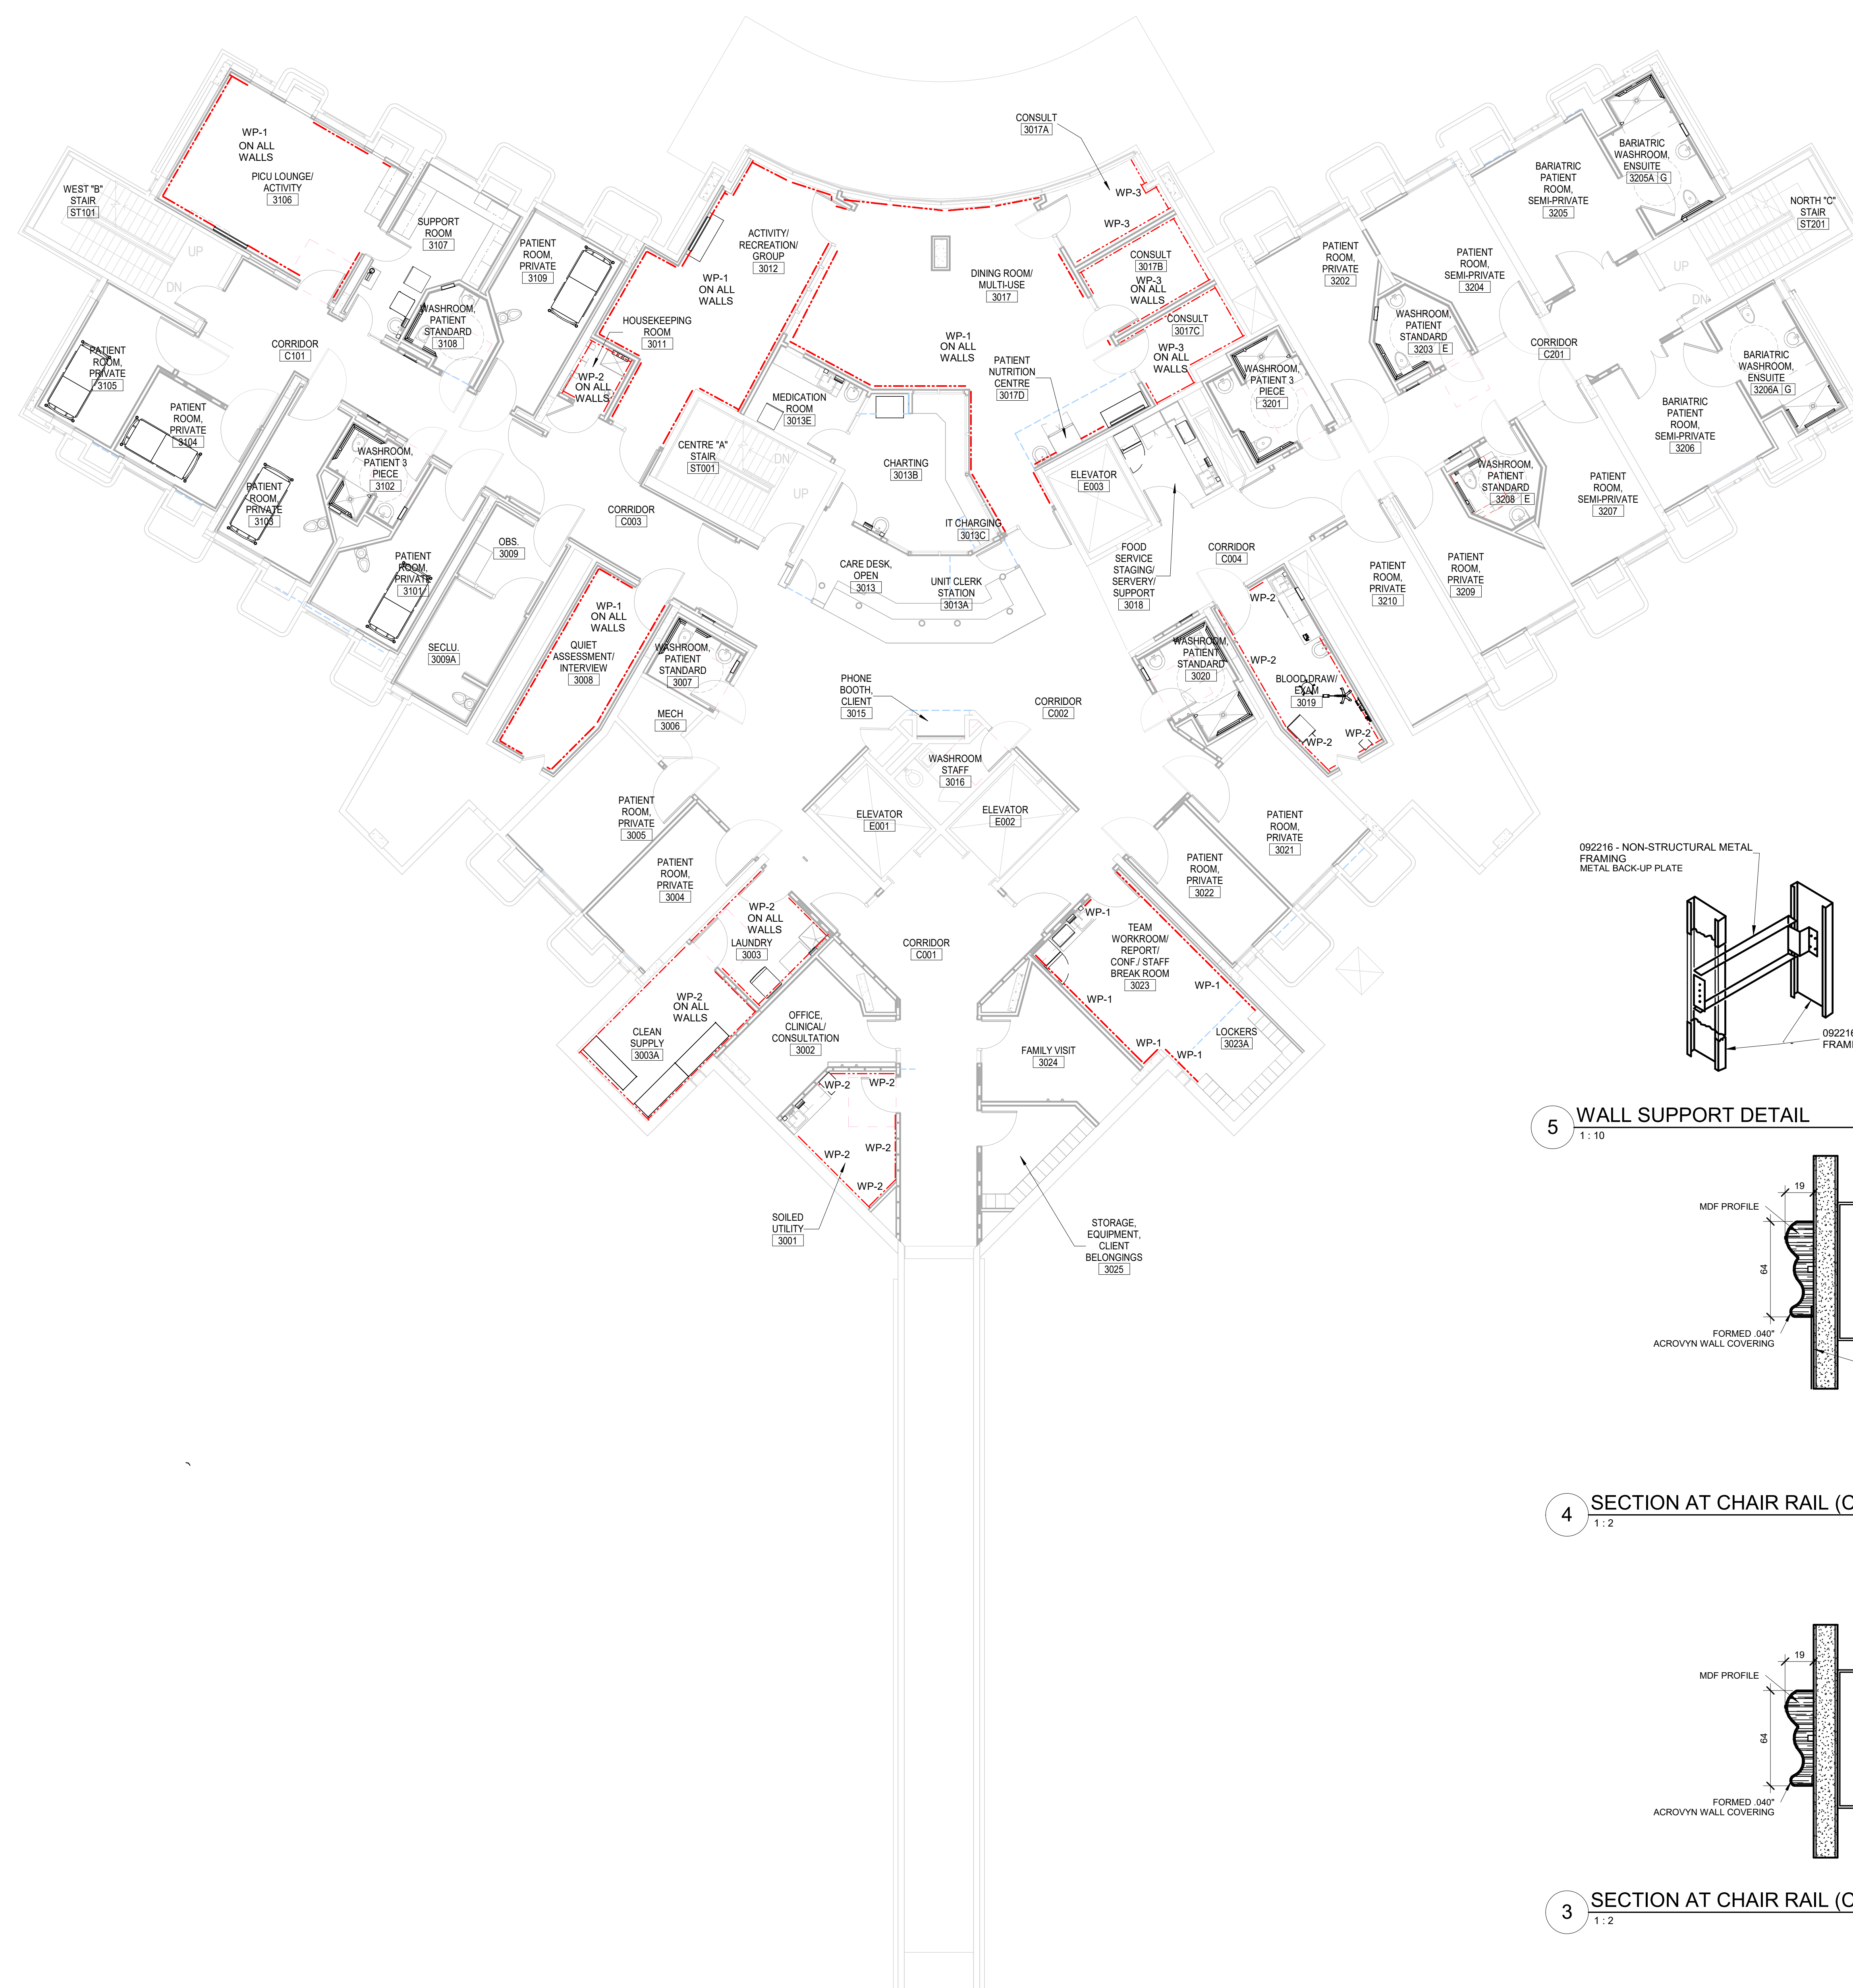 WP-1
ON ALL
WALLS
PICU LOUNGE/
ACTIVITY
3106
WEST "B"
STAIR
ST101
UP
DN
SUPPORT
ROOM
3107
PATIENT
ROOM,
PRIVATE
3109
WASHROOM,
PATIENT
STANDARD
3108
CORRIDOR
C101
PATIENT
ROOM,
PRIVATE
3105
PATIENT
ROOM,
PRIVATE
3104
PATIENT
ROOM,
PRIVATE
3103
WASHROOM,
PATIENT 3
PIECE
3102
PATIENT
ROOM,
PRIVATE
3101
ACTIVITY/
RECREATION/
GROUP
3012
WP-1
ON ALL
WALLS
HOUSEKEEPING
ROOM
3011
WP-2
ON ALL
WALLS
CONSULT
3017A
WP-3
WP-3
CONSULT
3017B
WP-3
ON ALL
WALLS
CONSULT
3017C
WP-3
ON ALL
WALLS
DINING ROOM/
MULTI-USE
3017
WP-1
ON ALL
WALLS
PATIENT
NUTRITION
CENTRE
3017D
MEDICATION
ROOM
3013E
CENTRE "A"
STAIR
ST001
DN
UP
CHARTING
3013B
IT CHARGING
3013C
CARE DESK,
OPEN
3013
UNIT CLERK
STATION
3013A
ELEVATOR
E003
FOOD
SERVICE
STAGING/
SERVERY/
SUPPORT
3018
CORRIDOR
C004
WASHROOM,
PATIENT 3
PIECE
3201
PATIENT
ROOM,
PRIVATE
3202
PATIENT
ROOM,
SEMI-PRIVATE
3204
WASHROOM,
PATIENT
STANDARD
3203 E
BARIATRIC
PATIENT
ROOM,
SEMI-PRIVATE
3205
BARIATRIC
WASHROOM,
ENSUITE
3205A G
NORTH "C"
STAIR
ST201
UP
DN
CORRIDOR
C201
BARIATRIC
WASHROOM,
ENSUITE
3206A G
BARIATRIC
PATIENT
ROOM,
SEMI-PRIVATE
3206
PATIENT
ROOM,
SEMI-PRIVATE
3207
WASHROOM,
PATIENT
STANDARD
3208 E
PATIENT
ROOM,
PRIVATE
3209
PATIENT
ROOM,
PRIVATE
3210
CORRIDOR
C003
OBS.
3009
SECLU.
3009A
WP-1
ON ALL
WALLS
QUIET
ASSESSMENT/
INTERVIEW
3008
WASHROOM,
PATIENT
STANDARD
3007
MECH
3006
PHONE
BOOTH,
CLIENT
3015
CORRIDOR
C002
WASHROOM
STAFF
3016
ELEVATOR
E001
ELEVATOR
E002
WASHROOM,
PATIENT
STANDARD
3020
WP-2
WP-2
BLOOD DRAW/
EXAM
3019
WP-2
WP-2
PATIENT
ROOM,
PRIVATE
3005
PATIENT
ROOM,
PRIVATE
3004
PATIENT
ROOM,
PRIVATE
3021
PATIENT
ROOM,
PRIVATE
3022
WP-2
ON ALL
WALLS
LAUNDRY
3003
WP-2
ON ALL
WALLS
CLEAN
SUPPLY
3003A
CORRIDOR
C001
OFFICE,
CLINICAL/
CONSULTATION
3002
WP-1
TEAM
WORKROOM/
REPORT/
CONF./ STAFF
BREAK ROOM
3023
WP-1
WP-1
WP-1
WP-1
LOCKERS
3023A
FAMILY VISIT
3024
WP-2
WP-2
WP-2
WP-2
WP-2
SOILED
UTILITY
3001
STORAGE,
EQUIPMENT,
CLIENT
BELONGINGS
3025
092216 - NON-STRUCTURAL METAL
FRAMING
METAL BACK-UP PLATE
092216
FRAMI
5
WALL SUPPORT DETAIL
1 : 10
19
MDF PROFILE
64
FORMED .040"
ACROVYN WALL COVERING
4
SECTION AT CHAIR RAIL (C
1 : 2
19
MDF PROFILE
64
FORMED .040"
ACROVYN WALL COVERING
3
SECTION AT CHAIR RAIL (C
1 : 2